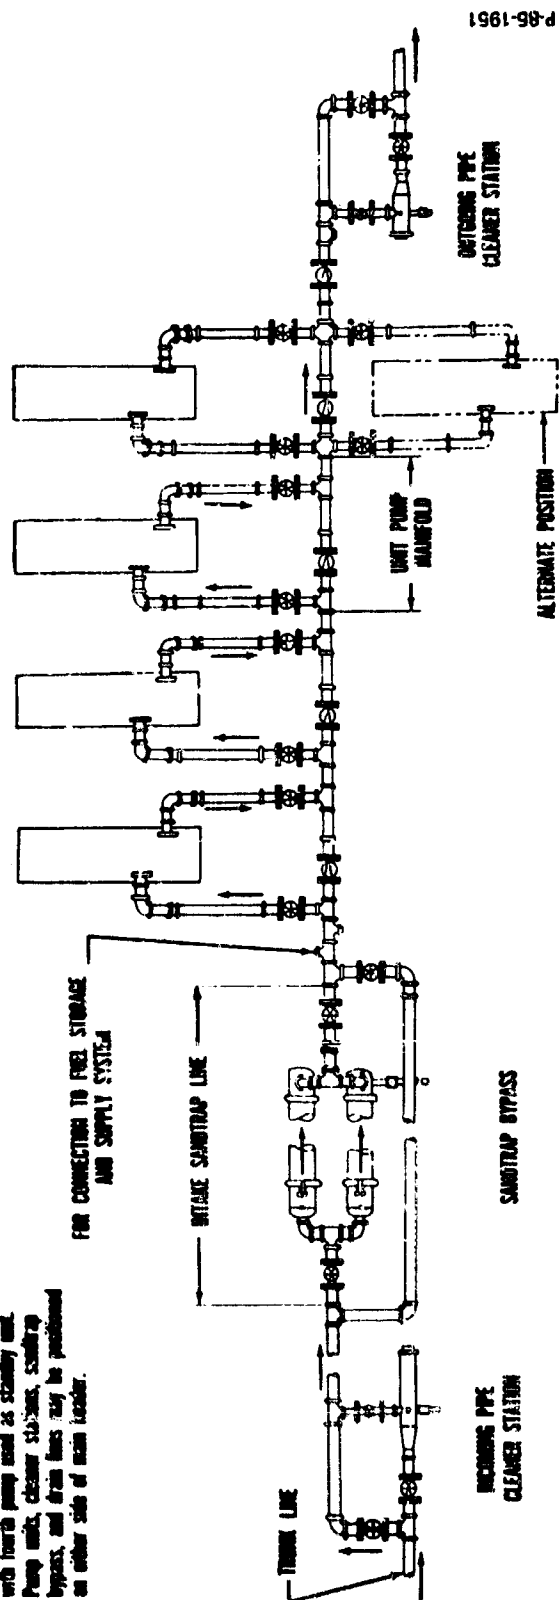 with fourth pump used as standby unit.
Pump units, cleaner stations, sandtrap
bypass, and drain lines may be positioned
on either side of main header.
TRUNK LINE
INCOMING PIPE
CLEANER STATION
INTAKE SANDTRAP LINE
FOR CONNECTION TO FUEL STORAGE
AND SUPPLY SYSTEM
SANDTRAP BYPASS
UNIT PUMP
MANIFOLD
ALTERNATE POSITION
OUTGOING PIPE
CLEANER STATION
P-85-1951